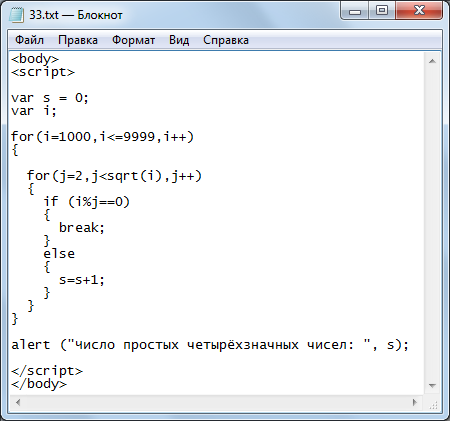 33.txt — Блокнот
Файл Правка Формат Вид Справка
<body>
<script>
var s = 0;
var i;
for(i=1000,i<=9999,i++)
{
for(j=2,j<sqrt(i),j++)
{
if (i%j==0)
{
break;
}
else
{
s=s+1;
}
}
}
alert ("Число простых четырёхзначных чисел: ", s);
</script>
</body>